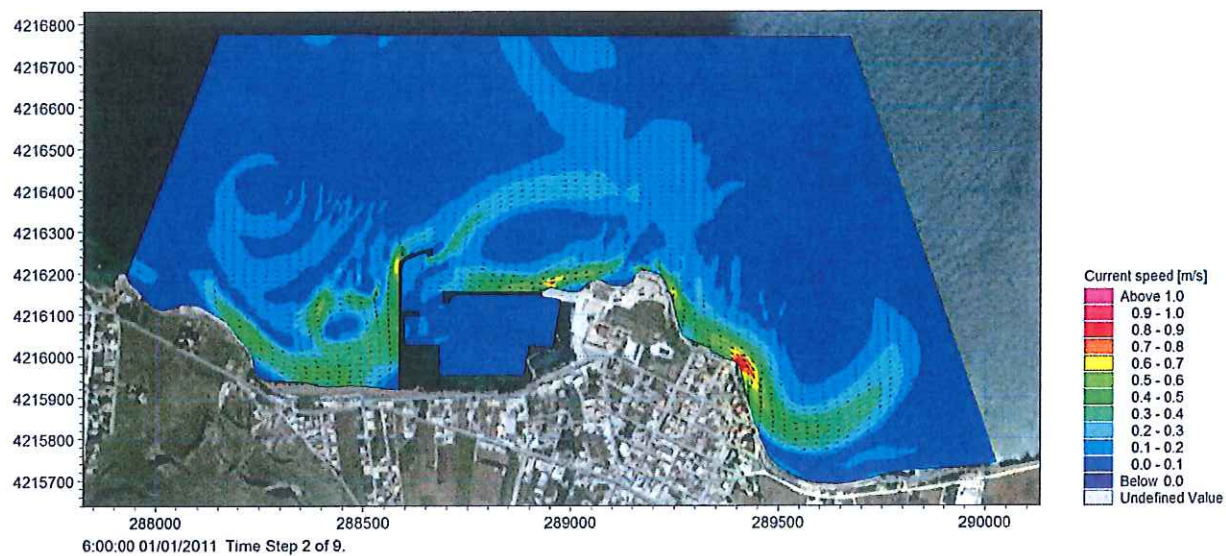 4216800
4216700
4216600
4216500
4216400
4216300
4216200
4216100
4216000
4215900
4215800
4215700
288000 288500 289000 289500 290000
6:00:00 01/01/2011 Time Step 2 of 9.
Current speed [m/s]
Above 1.0
0.9 - 1.0
0.8 - 0.9
0.7 - 0.8
0.6 - 0.7
0.5 - 0.6
0.4 - 0.5
0.3 - 0.4
0.2 - 0.3
0.1 - 0.2
0.0 - 0.1
Below 0.0
Undefined Value